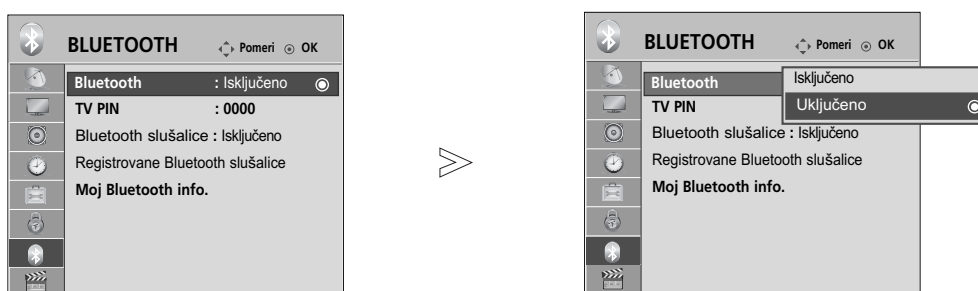 BLUETOOTH Pomeri OK
Bluetooth : Isključeno
TV PIN : 0000
Bluetooth slušalice : Isključeno
Registrovane Bluetooth slušalice
Moj Bluetooth info.
BLUETOOTH Pomeri OK
Bluetooth Isključeno
TV PIN Uključeno
Bluetooth slušalice : Isključeno
Registrovane Bluetooth slušalice
Moj Bluetooth info.